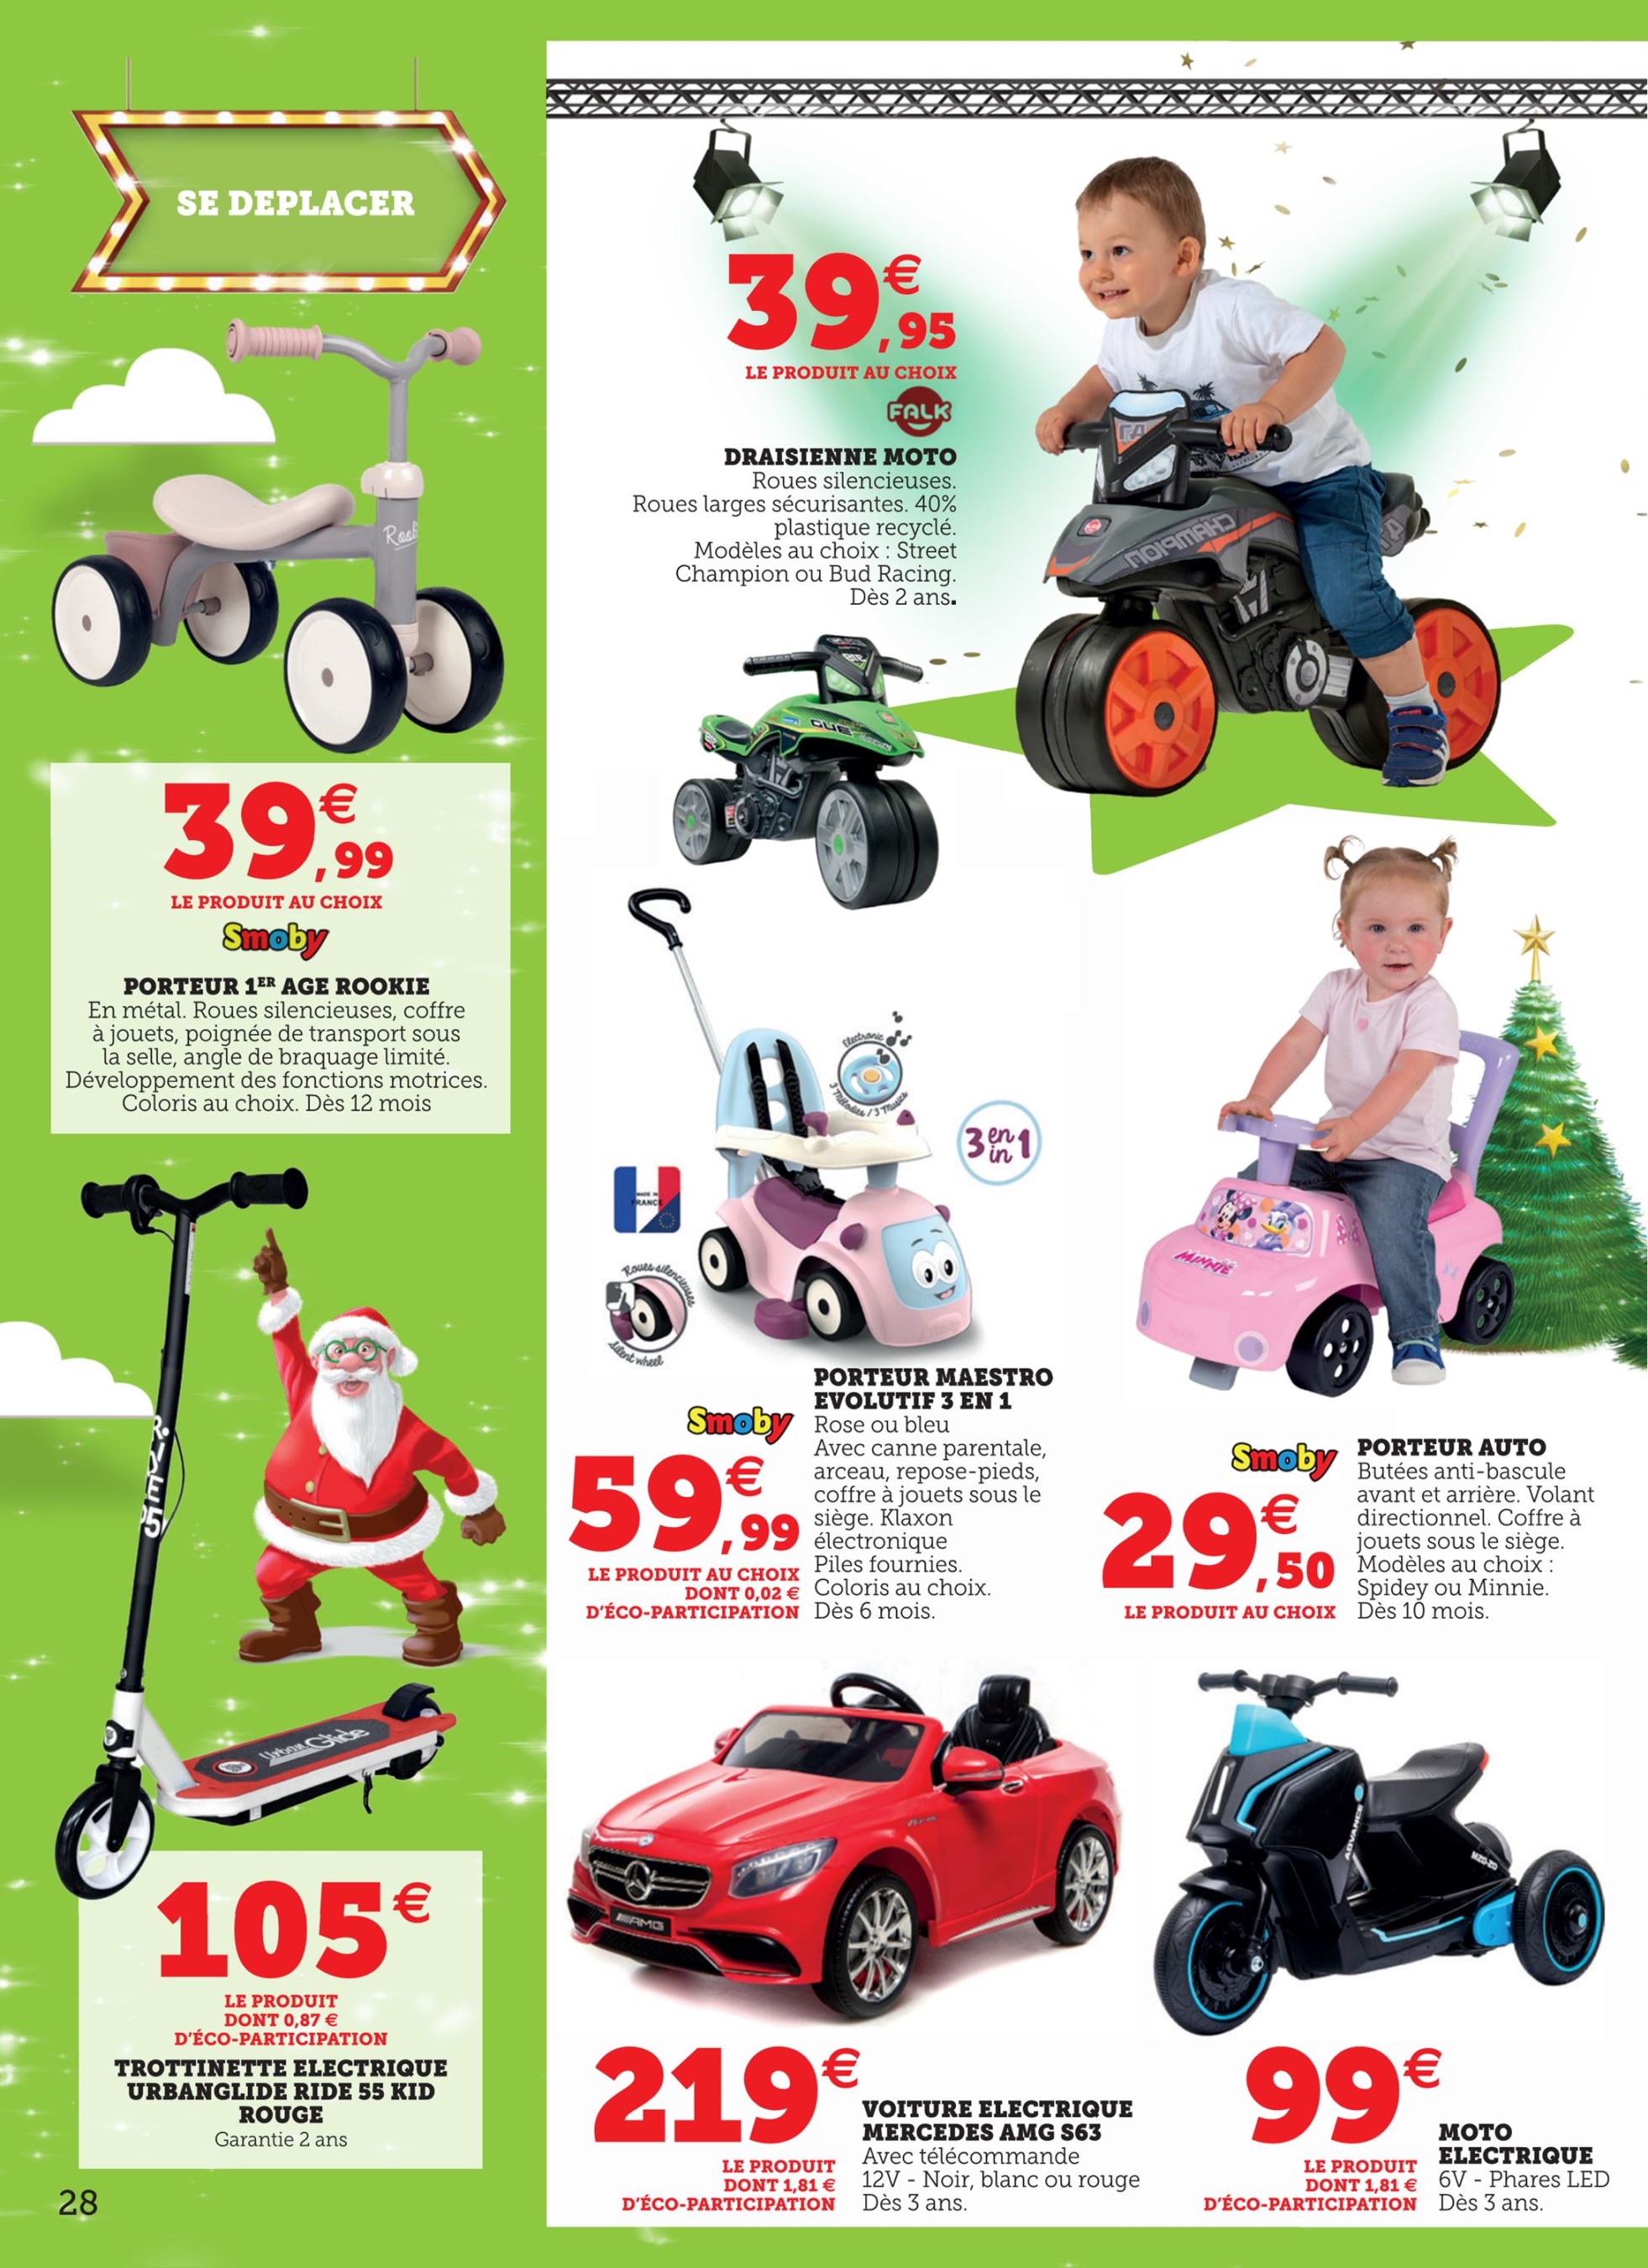 SE DEPLACER
39€,95
LE PRODUIT AU CHOIX
FALK
DRAISIENNE MOTO
Roues silencieuses.
Roues larges sécurisantes. 40%
plastique recyclé.
Modèles au choix : Street
Champion ou Bud Racing.
Dès 2 ans.
CHAMPION
39€,99
LE PRODUIT AU CHOIX
Smoby
PORTEUR 1ER AGE ROOKIE
En métal. Roues silencieuses, coffre
à jouets, poignée de transport sous
la selle, angle de braquage limité.
Développement des fonctions motrices.
Coloris au choix. Dès 12 mois
Electronic
3 Mélodies / 3 Musics
3 en in 1
MADE IN
FRANCE
Roues silencieuses
Silent wheel
MINNIE
Smoby
59€,99
LE PRODUIT AU CHOIX
DONT 0,02 €
D'ÉCO-PARTICIPATION
PORTEUR MAESTRO
EVOLUTIF 3 EN 1
Rose ou bleu
Avec canne parentale,
arceau, repose-pieds,
coffre à jouets sous le
siège. Klaxon
électronique
Piles fournies.
Coloris au choix.
Dès 6 mois.
Smoby
29€,50
LE PRODUIT AU CHOIX
PORTEUR AUTO
Butées anti-bascule
avant et arrière. Volant
directionnel. Coffre à
jouets sous le siège.
Modèles au choix :
Spidey ou Minnie.
Dès 10 mois.
UrbanGlide
105€
LE PRODUIT
DONT 0,87 €
D'ÉCO-PARTICIPATION
TROTTINETTE ELECTRIQUE
URBANGLIDE RIDE 55 KID
ROUGE
Garantie 2 ans
AMG
219€
LE PRODUIT
DONT 1,81 €
D'ÉCO-PARTICIPATION
VOITURE ELECTRIQUE
MERCEDES AMG S63
Avec télécommande
12V - Noir, blanc ou rouge
Dès 3 ans.
ADVANCE
99€
LE PRODUIT
DONT 1,81 €
D'ÉCO-PARTICIPATION
MOTO
ELECTRIQUE
6V - Phares LED
Dès 3 ans.
28